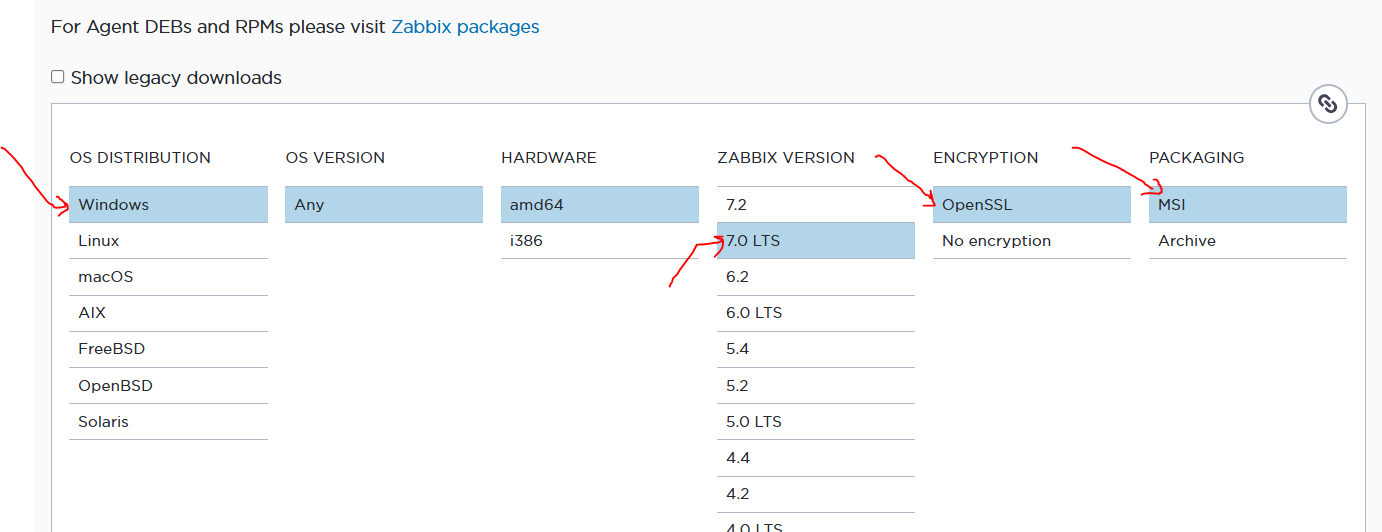 For Agent DEBs and RPMs please visit Zabbix packages
Show legacy downloads
OS DISTRIBUTION OS VERSION HARDWARE ZABBIX VERSION ENCRYPTION PACKAGING
Windows Any amd64 7.2 OpenSSL MSI
Linux i386 7.0 LTS No encryption Archive
macOS 6.2
AIX 6.0 LTS
FreeBSD 5.4
OpenBSD 5.2
Solaris 5.0 LTS
4.4
4.2
4.0 LTS